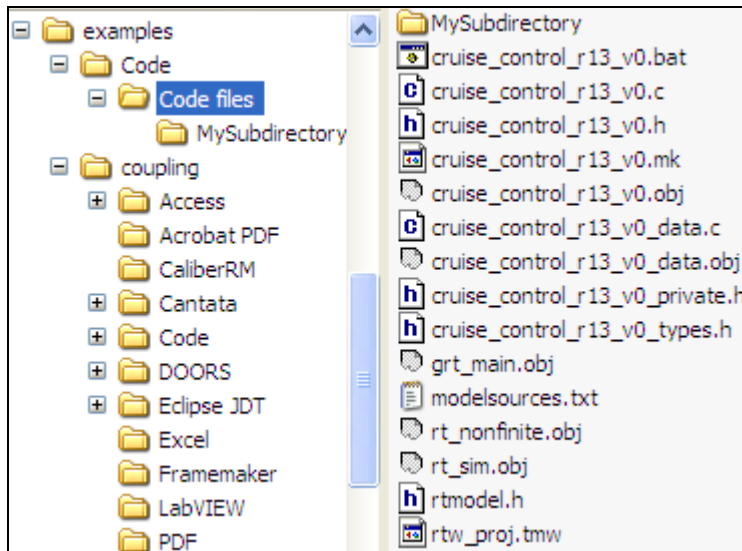 examples
Code
Code files
MySubdirectory
coupling
Access
Acrobat PDF
CaliberRM
Cantata
Code
DOORS
Eclipse JDT
Excel
Framemaker
LabVIEW
PDF
MySubdirectory
cruise_control_r13_v0.bat
cruise_control_r13_v0.c
cruise_control_r13_v0.h
cruise_control_r13_v0.mk
cruise_control_r13_v0.obj
cruise_control_r13_v0_data.c
cruise_control_r13_v0_data.obj
cruise_control_r13_v0_private.h
cruise_control_r13_v0_types.h
grt_main.obj
modelsources.txt
rt_nonfinite.obj
rt_sim.obj
rtmodel.h
rtw_proj.tmw